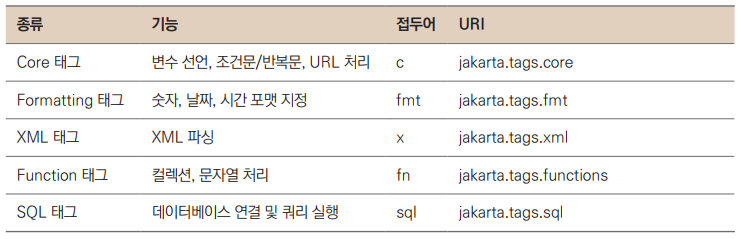 종류 기능 접두어 URI
Core 태그 변수 선언, 조건문/반복문, URL 처리 c jakarta.tags.core
Formatting 태그 숫자, 날짜, 시간 포맷 지정 fmt jakarta.tags.fmt
XML 태그 XML 파싱 x jakarta.tags.xml
Function 태그 컬렉션, 문자열 처리 fn jakarta.tags.functions
SQL 태그 데이터베이스 연결 및 쿼리 실행 sql jakarta.tags.sql